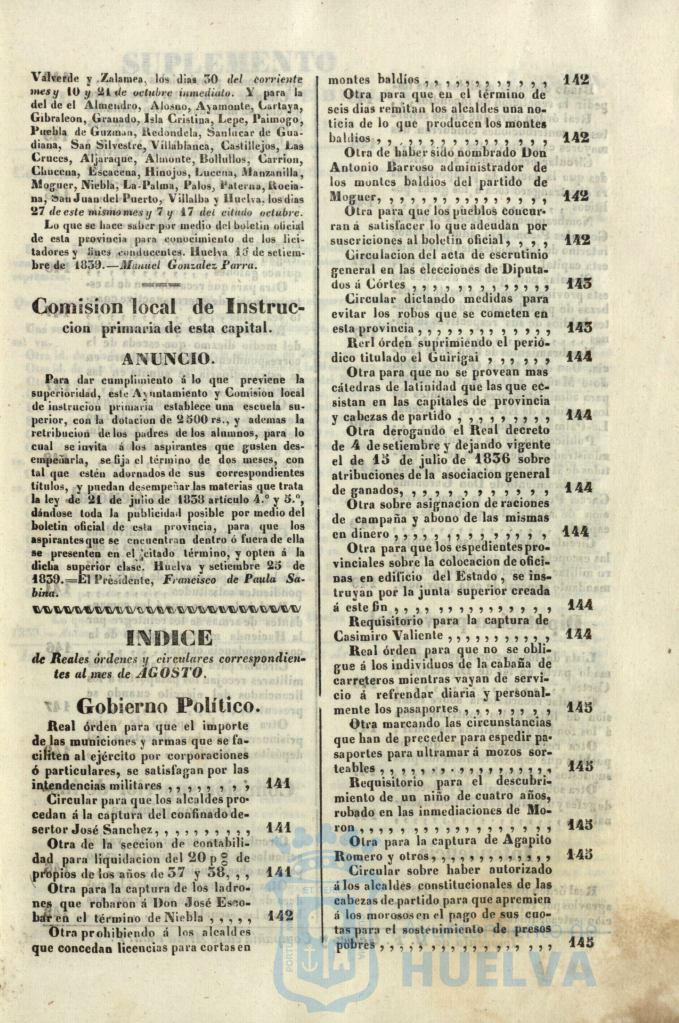 Valverde y Zalamea, los dias 30 del corriente
mes y 10 y 21 de octubre inmediato. Y para la
del de el Almendro, Alosno, Ayamonte, Cartaya,
Gibraleon, Granado, Isla Cristina, Lepe, Paimogo,
Puebla de Guzman, Redondela, Sanlucar de Gua-
diana, San Silvestre, Villablanca, Castillejos, Las
Cruces, Aljaraque, Almonte, Bollullos, Carrion,
Chucena, Escacena, Hinojos, Lucena, Manzanilla,
Moguer, Niebla, La-Palma, Palos, Paterna, Rocia-
na, San Juan del Puerto, Villalba y Huelva, los dias
27 de este mismo mes y 7 y 17 del citado octubre.
Lo que se hace saber por medio del boletin oficial
de esta provincia para conocimiento de los lici-
tadores y fines conducentes. Huelva 15 de setiem-
bre de 1839.—Manuel Gonzalez Parra.
Comision local de Instruc-
cion primaria de esta capital.
ANUNCIO.
Para dar cumplimiento á lo que previene la
superioridad, este Ayuntamiento y Comision local
de instrucion primaria establece una escuela su-
perior, con la dotacion de 2500 rs., y ademas la
retribucion de los padres de los alumnos, para lo
cual se invita á los aspirantes que gusten des-
empeñarla, se fija el término de dos meses, con
tal que estén adornados de sus correspondientes
títulos, y puedan desempeñar las materias que trata
la ley de 21 de julio de 1838 artículo 4.º y 5.º,
dándose toda la publicidad posible por medio del
boletin oficial de esta provincia, para que los
aspirantes que se encuentran dentro ó fuera de ella
se presenten en el citado término, y opten á la
dicha superior clase. Huelva y setiembre 25 de
1839.=El Presidente, Francisco de Paula Sa-
bina.
INDICE
de Reales órdenes y circulares correspondien-
tes al mes de AGOSTO.
Gobierno Político.
Real órden para que el importe
de las municiones y armas que se fa-
ciliten al ejército por corporaciones
ó particulares, se satisfagan por las
intendencias militares , , , , , , , , 141
Circular para que los alcaldes pro-
cedan á la captura del confinado de-
sertor José Sanchez, , , , , , , , , , 141
Otra de la seccion de contabili-
dad para liquidacion del 20 p% de
propios de los años de 37 y 38, , , 141
Otra para la captura de los ladro-
nes que robaron á Don José Esco-
bar en el término de Niebla , , , , , 142
Otra prohibiendo á los alcaldes
que concedan licencias para cortas en
montes baldíos , , , , , , , , , , , 142
Otra para que en el término de
seis dias remitan los alcaldes una no-
ticia de lo que producen los montes
baldíos , , , , , , , , , , , , , , 142
Otra de haber sido nombrado Don
Antonio Barroso administrador de
los montes baldios del partido de
Moguer, , , , , , , , , , , , , , , 142
Otra para que los pueblos concur-
ran á satisfacer lo que adeudan por
suscriciones al boletin oficial , , , , 142
Circulacion del acta de escrutinio
general en las elecciones de Diputa-
dos á Córtes , , , , , , , , , , , , 143
Circular dictando medidas para
evitar los robos que se cometen en
esta provincia , , , , , , , , , , , , 143
Rerl órden suprimiendo el perió-
dico titulado el Guirigai , , , , , , 144
Otra para que no se provean mas
cátedras de latinidad que las que ec-
sistan en las capitales de provincia
y cabezas de partido , , , , , , , , , 144
Otra derogando el Real decreto
de 4 de setiembre y dejando vigente
el de 15 de julio de 1836 sobre
atribuciones de la asociacion general
de ganados, , , , , , , , , , , , 144
Otra sobre asignacion de raciones
de campaña y abono de las mismas
en dinero , , , , , , , , , , , , , , 144
Otra para que los espedientes pro-
vinciales sobre la colocacion de ofici-
nas en edificio del Estado, se ins-
truyan por la junta superior creada
á este fin , , , , , , , , , , , , , 144
Requisitorio para la captura de
Casimiro Valiente , , , , , , , , , , 144
Real órden para que no se obli-
gue á los individuos de la cabaña de
carreteros mientras vayan de servi-
cio á refrendar diaria y personal-
mente los pasaportes , , , , , , , , 145
Otra marcando las circunstancias
que han de preceder para espedir pa-
saportes para ultramar á mozos sor-
teables , , , , , , , , , , , , , , , 145
Requisitorio para el descubri-
miento de un niño de cuatro años,
robado en las inmediaciones de Mo-
ron , , , , , , , , , , , , , , , , , 145
Otra para la captura de Agapito
Romero y otros , , , , , , , , , , , , 145
Circular sobre haber autorizado
á los alcaldes constitucionales de las
cabezas de partido para que apremien
á los morosos en el pago de sus cuo-
tas para el sostenimiento de presos
pobres , , , , , , , , , , , , , , , 145
HUELVA